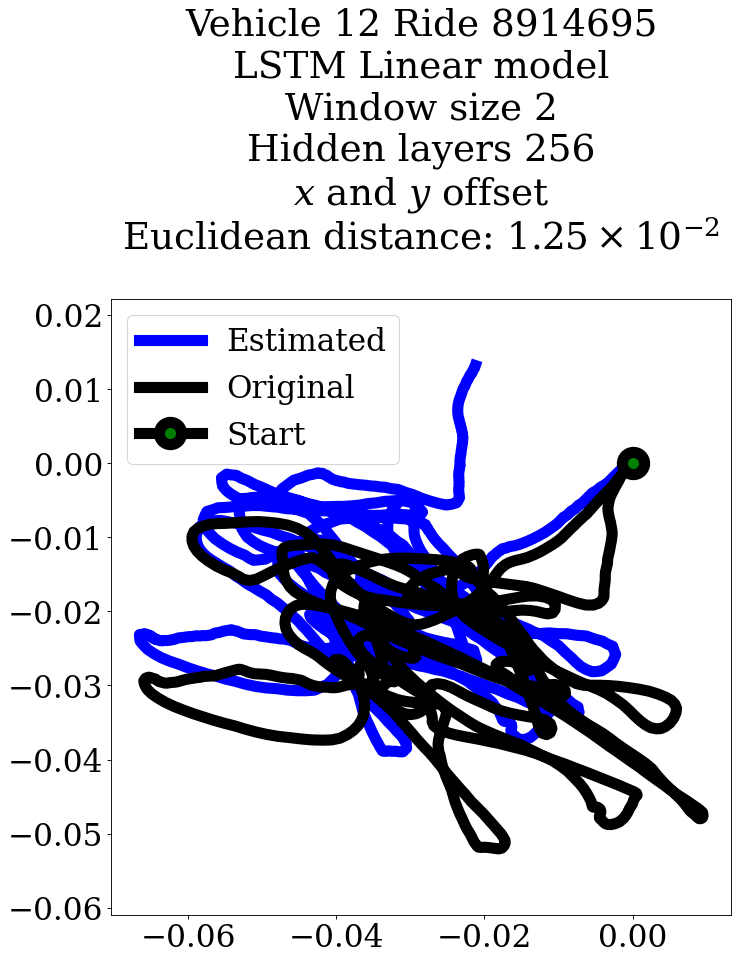 Vehicle 12 Ride 8914695
LSTM Linear model
Window size 2
Hidden layers 256
x and y offset
Euclidean distance: 1.25 × 10⁻²
Estimated
Original
Start
0.02
0.01
0.00
−0.01
−0.02
−0.03
−0.04
−0.05
−0.06
−0.06 −0.04 −0.02 0.00